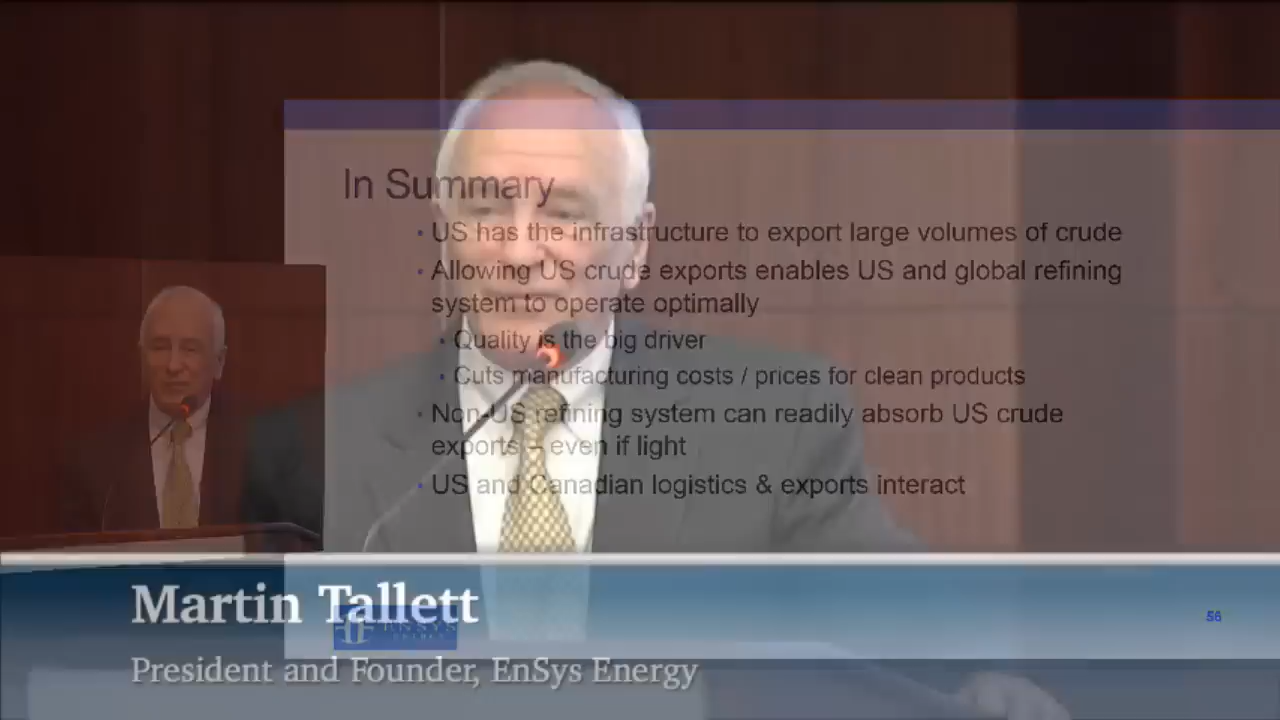 In Summary
• US has the infrastructure to export large volumes of crude
• Allowing US crude exports enables US and global refining
system to operate optimally
• Quality is the big driver
• Cuts manufacturing costs / prices for clean products
• Non-US refining system can readily absorb US crude
exports – even if light
• US and Canadian logistics & exports interact
Martin Tallett
ENSYS
ENERGY
56
President and Founder, EnSys Energy